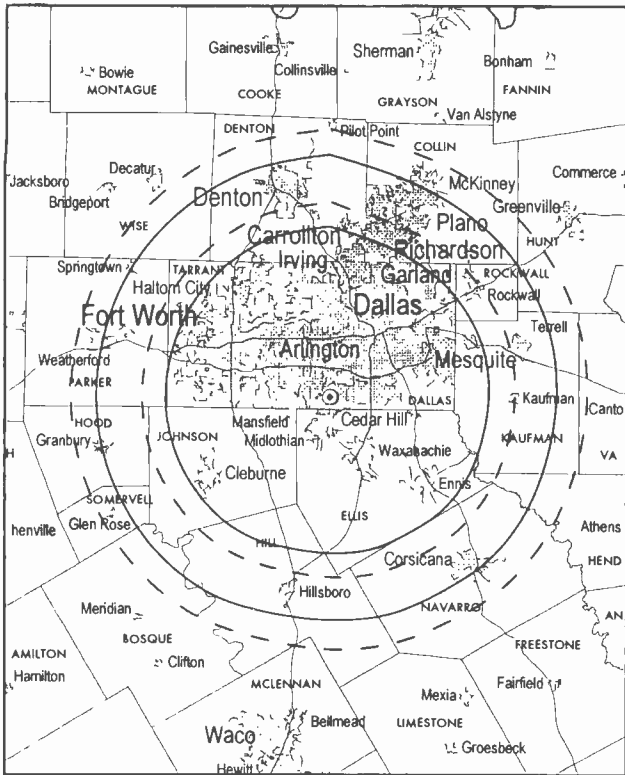 Gainesville
Sherman
Bowie
Collinsville
Bonham
MONTAGUE
COOKE
GRAYSON
FANNIN
Van Alstyne
DENTON
Pilot Point
COLLIN
Decatur
Commerce
Jacksboro
Bridgeport
Denton
McKinney
Greenville
WISE
Plano
Carrollton
Richardson
HUNT
Springtown
TARRANT
Irving
Garland
ROCKWALL
Haltom City
Rockwall
Fort Worth
Dallas
Terrell
Weatherford
Arlington
Mesquite
PARKER
DALLAS
Kaufman
Canto
HOOD
Mansfield
Cedar Hill
Granbury
JOHNSON
Midlothian
KAUFMAN
H
Waxahachie
VA
Cleburne
Ennis
SOMERVELL
ELLIS
Glen Rose
henville
HILL
Athens
Corsicana
HEND
Hillsboro
Meridian
NAVARRO
AN
BOSQUE
AMILTON
Clifton
FREESTONE
Hamilton
MCLENNAN
Mexia
Fairfield
Bellmead
LIMESTONE
Waco
Groesbeck
Hewitt